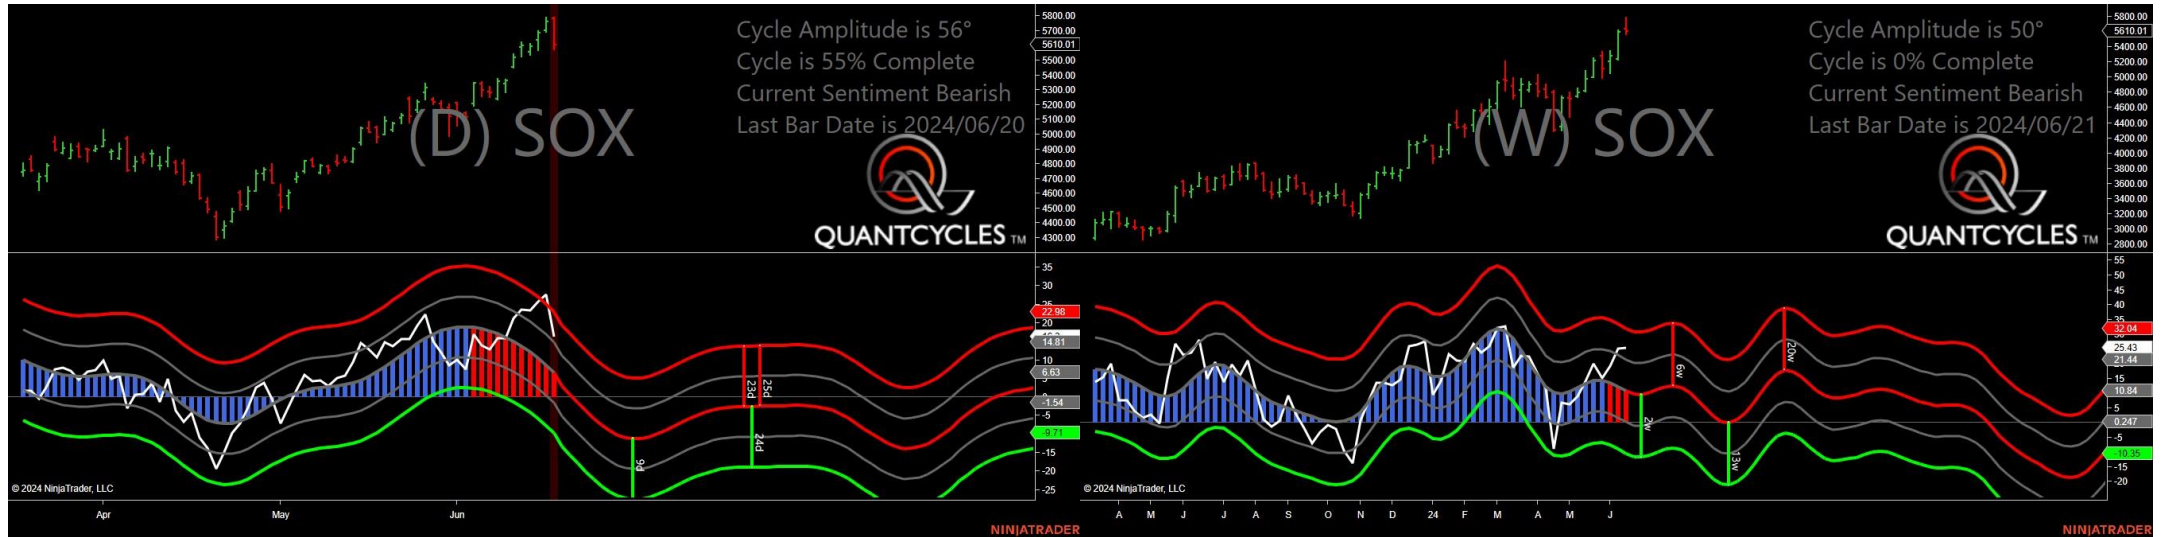 Cycle Amplitude is 56°
Cycle is 55% Complete
Current Sentiment Bearish
Last Bar Date is 2024/06/20
(D) SOX
QUANTCYCLES TM
5800.00
5700.00
5610.01
5500.00
5400.00
5300.00
5200.00
5100.00
5000.00
4900.00
4800.00
4700.00
4600.00
4500.00
4400.00
4300.00
35
30
25
22.98
20
14.81
10
6.63
-1.54
-5
-9.71
-15
-20
-25
23d
25d
24d
9d
© 2024 NinjaTrader, LLC
Apr
May
Jun
NINJATRADER
Cycle Amplitude is 50°
Cycle is 0% Complete
Current Sentiment Bearish
Last Bar Date is 2024/06/21
(W) SOX
QUANTCYCLES TM
5800.00
5610.01
5400.00
5200.00
5000.00
4800.00
4600.00
4400.00
4200.00
4000.00
3800.00
3600.00
3400.00
3200.00
3000.00
2800.00
55
50
45
40
32.04
25.43
21.44
15
10.84
5
0.247
-5
-10.35
-15
-20
6w
20w
2w
13w
© 2024 NinjaTrader, LLC
A
M
J
J
A
S
O
N
D
24
F
M
A
M
J
NINJATRADER